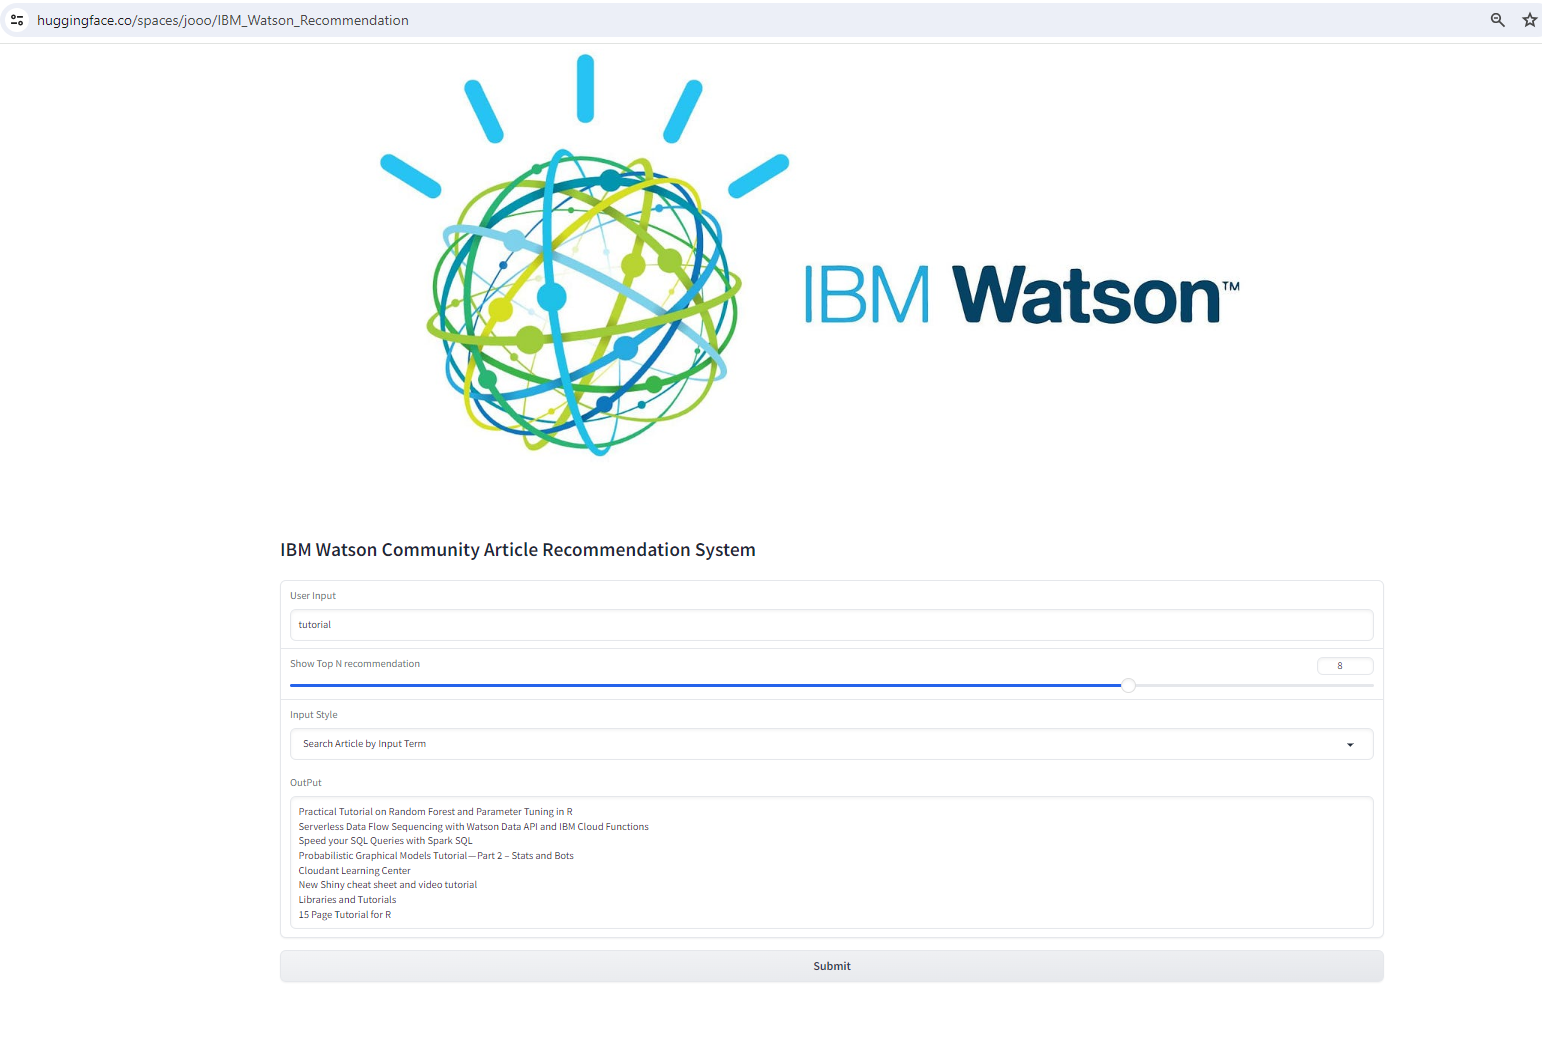 huggingface.co/spaces/jooo/IBM_Watson_Recommendation
IBM Watson™
IBM Watson Community Article Recommendation System
User Input
tutorial
Show Top N recommendation
8
Input Style
Search Article by Input Term
OutPut
Practical Tutorial on Random Forest and Parameter Tuning in R
Serverless Data Flow Sequencing with Watson Data API and IBM Cloud Functions
Speed your SQL Queries with Spark SQL
Probabilistic Graphical Models Tutorial — Part 2 – Stats and Bots
Cloudant Learning Center
New Shiny cheat sheet and video tutorial
Libraries and Tutorials
15 Page Tutorial for R
Submit